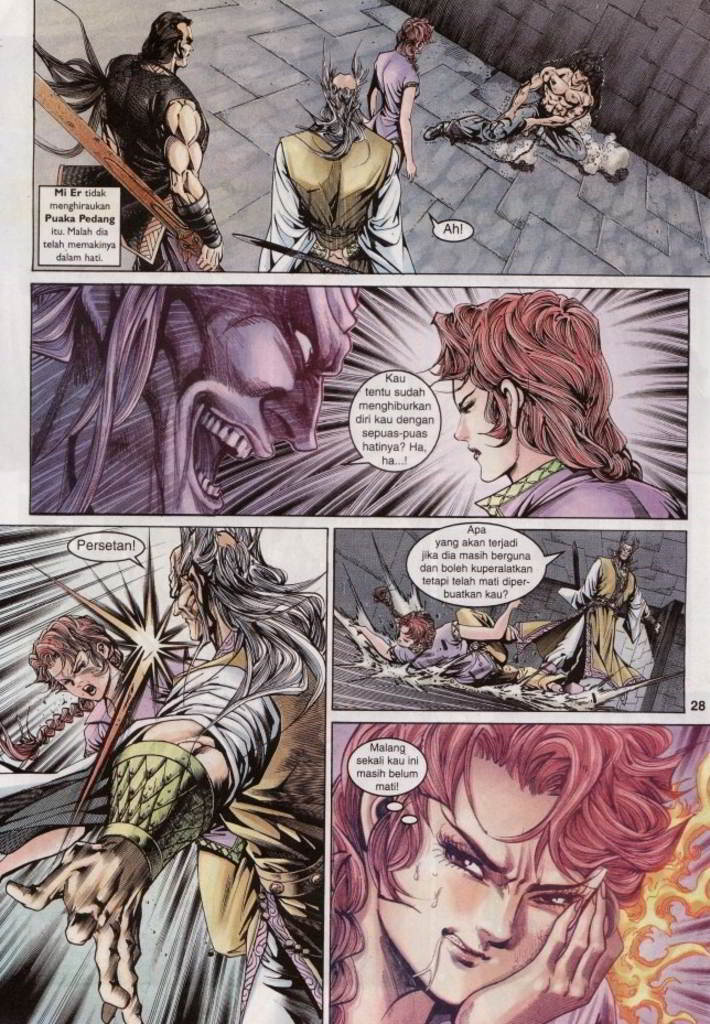 Mi Er tidak
menghiraukan
Puaka Pedang
itu. Malah dia
telah memakinya
dalam hati.
Ah!
Kau
tentu sudah
menghiburkan
diri kau dengan
sepuas-puas
hatinya? Ha,
ha...!
Persetan!
Apa
yang akan terjadi
jika dia masih berguna
dan boleh kuperalatkan
tetapi telah mati diper-
buatkan kau?
28
Malang
sekali kau ini
masih belum
mati!